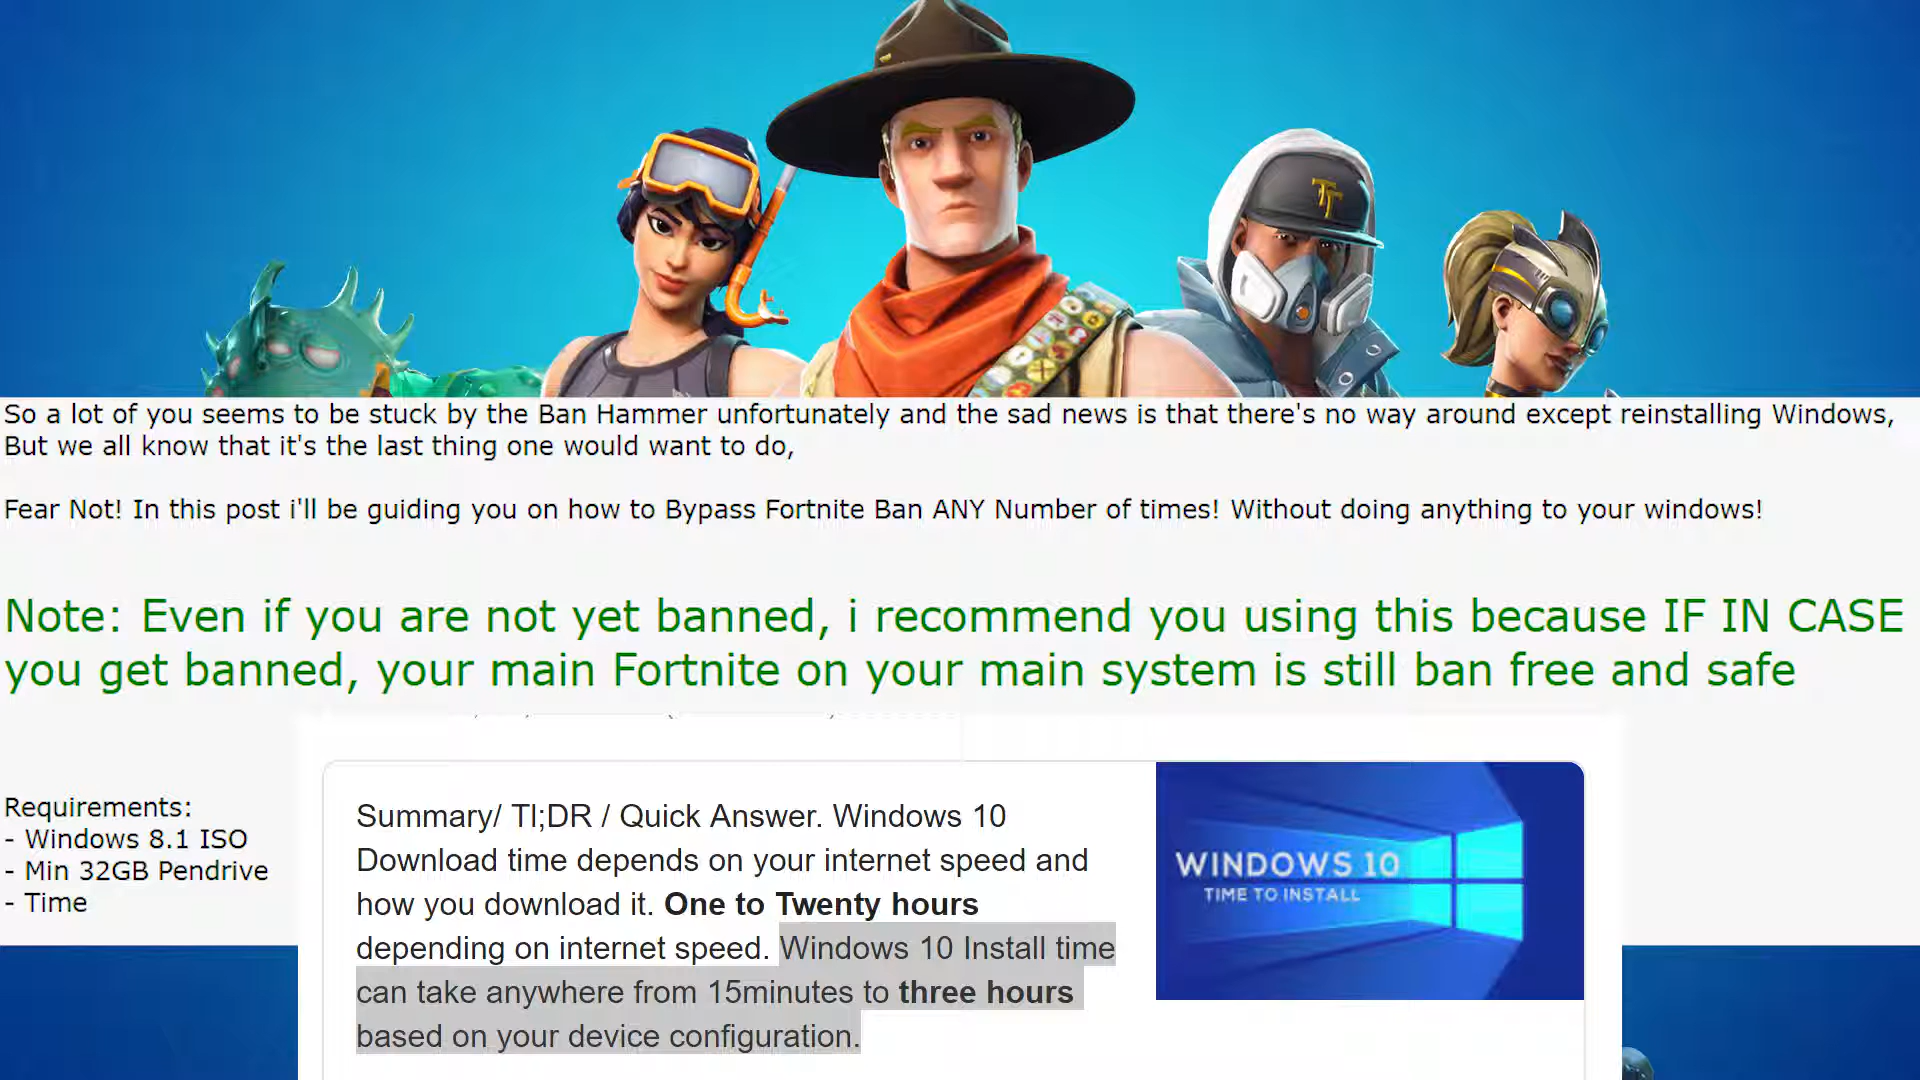 TT
So a lot of you seems to be stuck by the Ban Hammer unfortunately and the sad news is that there's no way around except reinstalling Windows,
But we all know that it's the last thing one would want to do,
Fear Not! In this post i'll be guiding you on how to Bypass Fortnite Ban ANY Number of times! Without doing anything to your windows!
Note: Even if you are not yet banned, i recommend you using this because IF IN CASE
you get banned, your main Fortnite on your main system is still ban free and safe
Requirements:
- Windows 8.1 ISO
- Min 32GB Pendrive
- Time
Summary/ Tl;DR / Quick Answer. Windows 10
Download time depends on your internet speed and
how you download it. One to Twenty hours
depending on internet speed. Windows 10 Install time
can take anywhere from 15minutes to three hours
based on your device configuration.
WINDOWS 10
TIME TO INSTALL